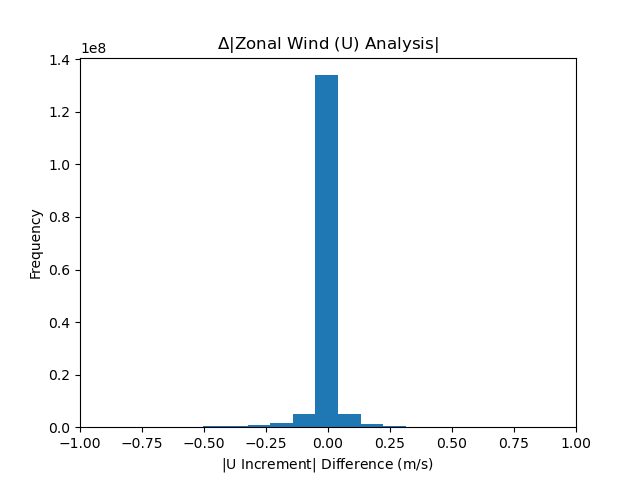 Δ|Zonal Wind (U) Analysis|
1e8
1.4
1.2
1.0
0.8
0.6
0.4
0.2
0.0
Frequency
−1.00 −0.75 −0.50 −0.25 0.00 0.25 0.50 0.75 1.00
|U Increment| Difference (m/s)